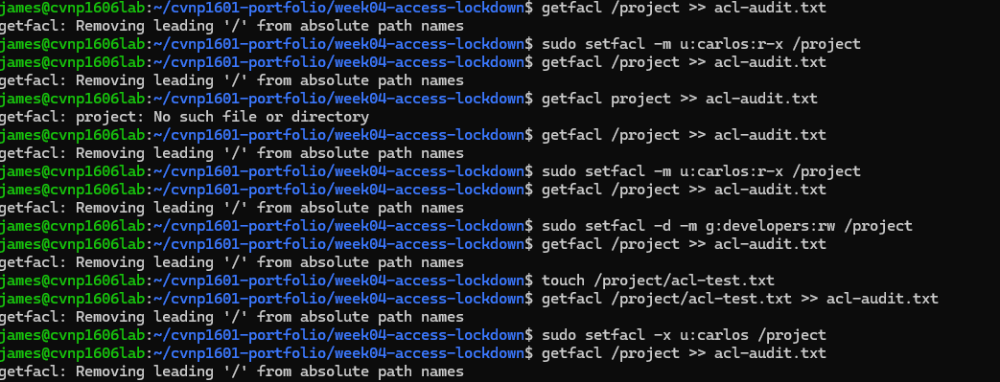 james@cvnp1606lab:~/cvnp1601-portfolio/week04-access-lockdown$ getfacl /project >> acl-audit.txt
getfacl: Removing leading '/' from absolute path names
james@cvnp1606lab:~/cvnp1601-portfolio/week04-access-lockdown$ sudo setfacl -m u:carlos:r-x /project
james@cvnp1606lab:~/cvnp1601-portfolio/week04-access-lockdown$ getfacl /project >> acl-audit.txt
getfacl: Removing leading '/' from absolute path names
james@cvnp1606lab:~/cvnp1601-portfolio/week04-access-lockdown$ getfacl project >> acl-audit.txt
getfacl: project: No such file or directory
james@cvnp1606lab:~/cvnp1601-portfolio/week04-access-lockdown$ getfacl /project >> acl-audit.txt
getfacl: Removing leading '/' from absolute path names
james@cvnp1606lab:~/cvnp1601-portfolio/week04-access-lockdown$ sudo setfacl -m u:carlos:r-x /project
james@cvnp1606lab:~/cvnp1601-portfolio/week04-access-lockdown$ getfacl /project >> acl-audit.txt
getfacl: Removing leading '/' from absolute path names
james@cvnp1606lab:~/cvnp1601-portfolio/week04-access-lockdown$ sudo setfacl -d -m g:developers:rw /project
james@cvnp1606lab:~/cvnp1601-portfolio/week04-access-lockdown$ getfacl /project >> acl-audit.txt
getfacl: Removing leading '/' from absolute path names
james@cvnp1606lab:~/cvnp1601-portfolio/week04-access-lockdown$ touch /project/acl-test.txt
james@cvnp1606lab:~/cvnp1601-portfolio/week04-access-lockdown$ getfacl /project/acl-test.txt >> acl-audit.txt
getfacl: Removing leading '/' from absolute path names
james@cvnp1606lab:~/cvnp1601-portfolio/week04-access-lockdown$ sudo setfacl -x u:carlos /project
james@cvnp1606lab:~/cvnp1601-portfolio/week04-access-lockdown$ getfacl /project >> acl-audit.txt
getfacl: Removing leading '/' from absolute path names